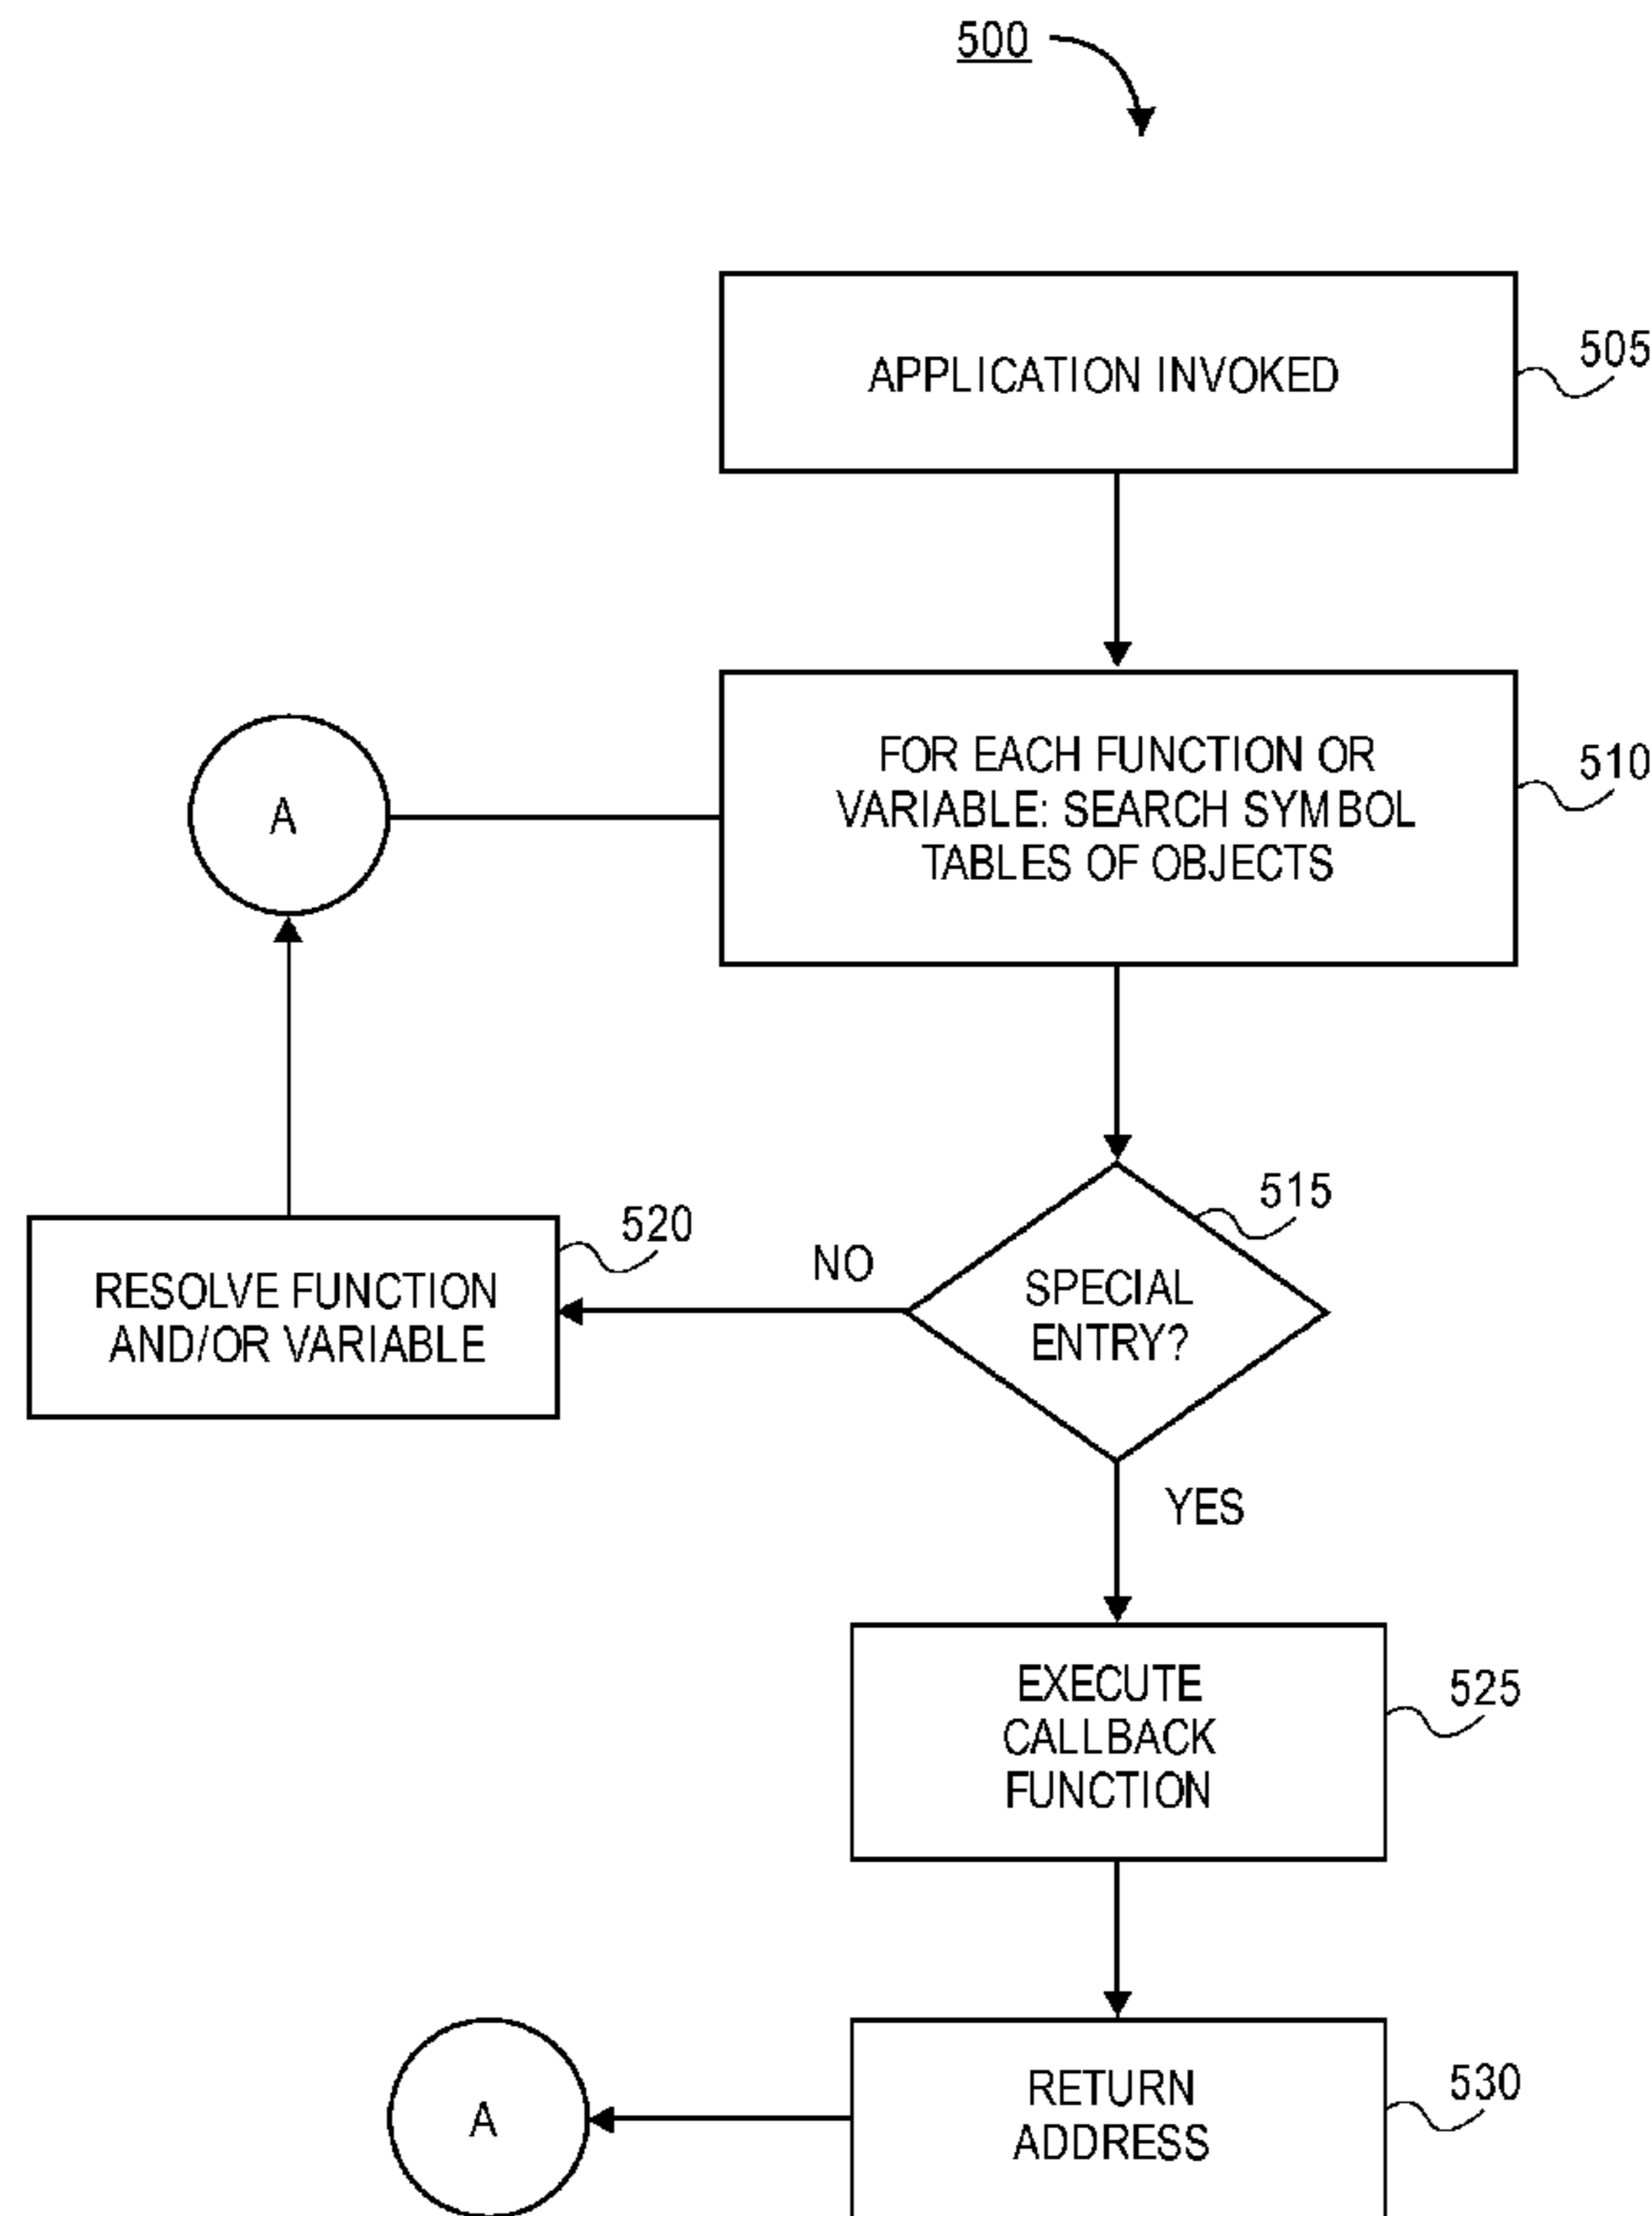 500
APPLICATION INVOKED
505
FOR EACH FUNCTION OR
VARIABLE: SEARCH SYMBOL
TABLES OF OBJECTS
510
A
515
SPECIAL
ENTRY?
NO
520
RESOLVE FUNCTION
AND/OR VARIABLE
YES
EXECUTE
CALLBACK
FUNCTION
525
RETURN
ADDRESS
530
A